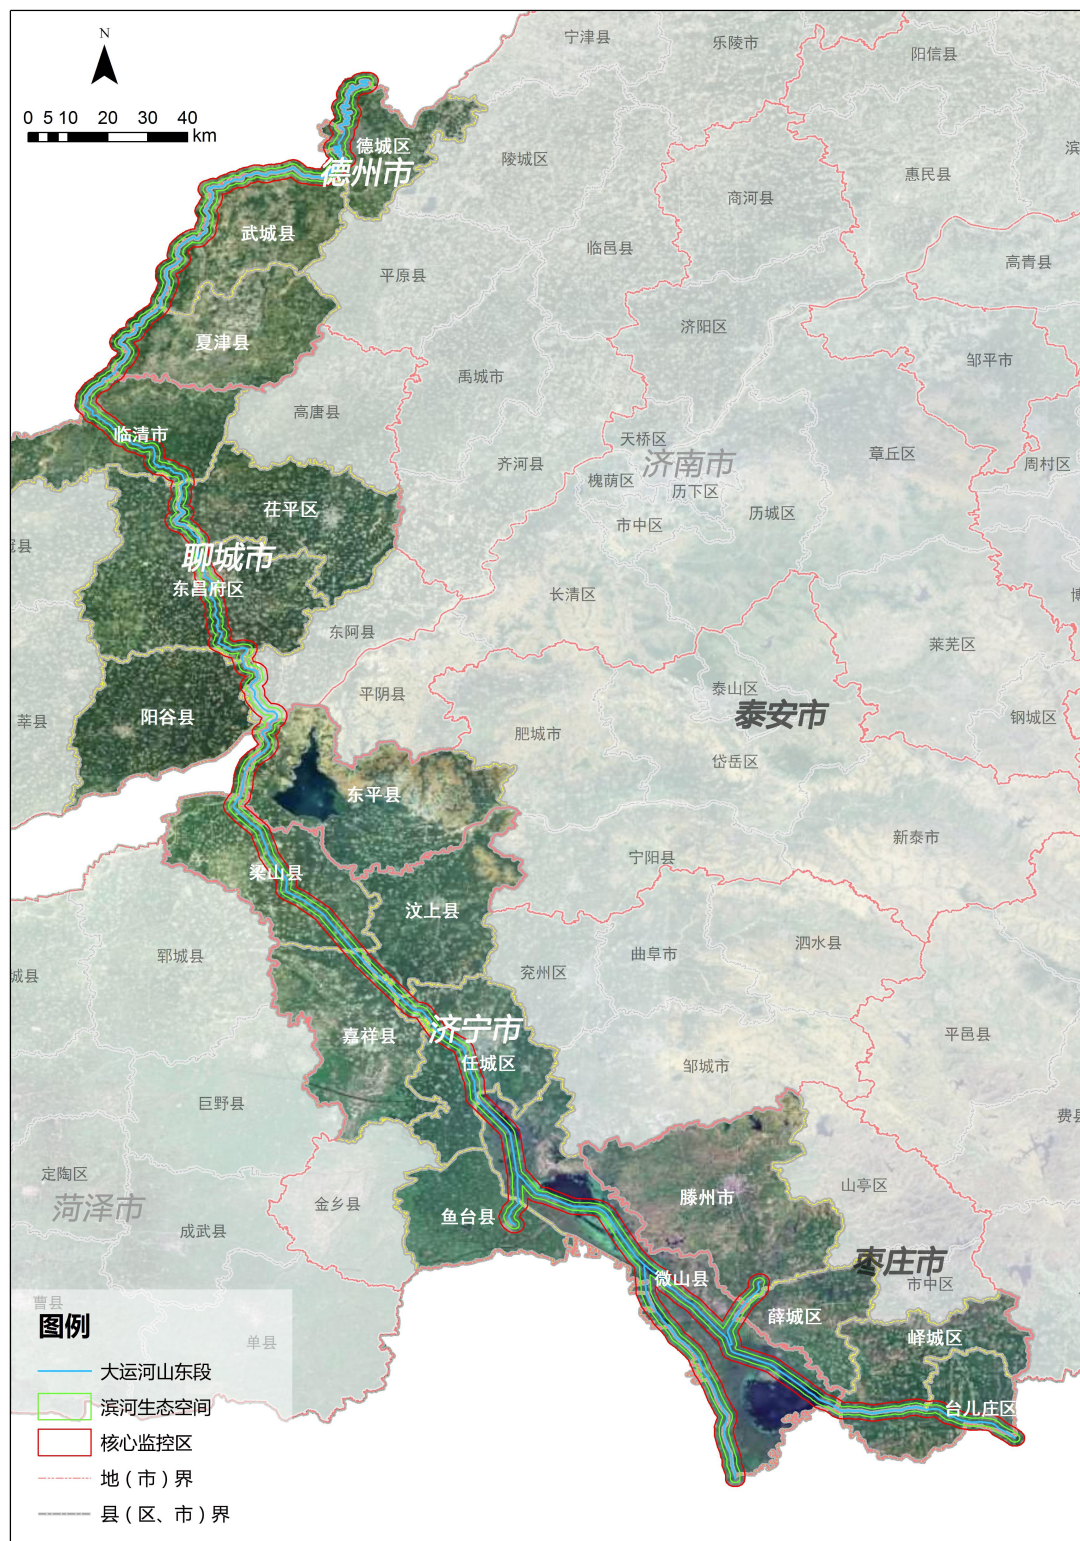 N
宁津县
乐陵市
阳信县
0 5 10 20 30 40
km
德城区
德州市
陵城区
滨
惠民县
商河县
武城县
临邑县
高青县
平原县
济阳区
夏津县
邹平市
禹城市
高唐县
临清市
天桥区
济南市
章丘区
齐河县
周村区
槐荫区
历下区
茌平区
历城区
市中区
冠县
聊城市
东昌府区
长清区
博
东阿县
莱芜区
泰山区
平阴县
阳谷县
泰安市
莘县
钢城区
肥城市
岱岳区
东平县
新泰市
宁阳县
梁山县
汶上县
泗水县
曲阜市
郓城县
城县
兖州区
济宁市
嘉祥县
平邑县
任城区
邹城市
巨野县
费县
定陶区
山亭区
滕州市
菏泽市
金乡县
鱼台县
成武县
枣庄市
微山县
市中区
曹县
薛城区
图例
峄城区
单县
大运河山东段
滨河生态空间
台儿庄区
核心监控区
地（市）界
县（区、市）界